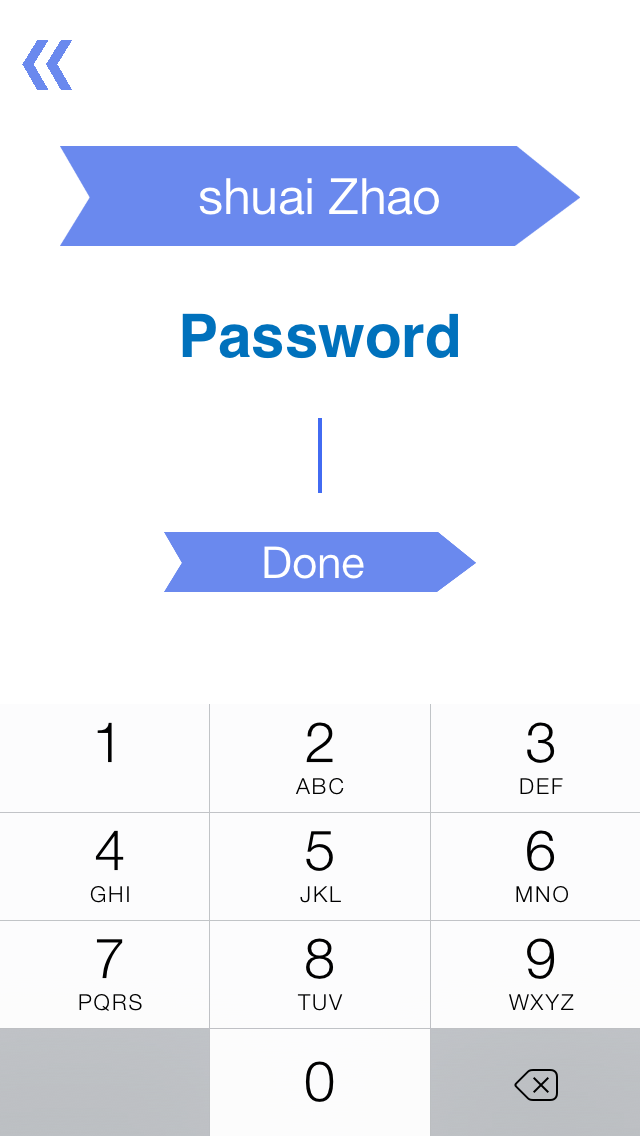 shuai Zhao
Password
Done
1
2
3
ABC
DEF
4
5
6
GHI
JKL
MNO
7
8
9
PQRS
TUV
WXYZ
0